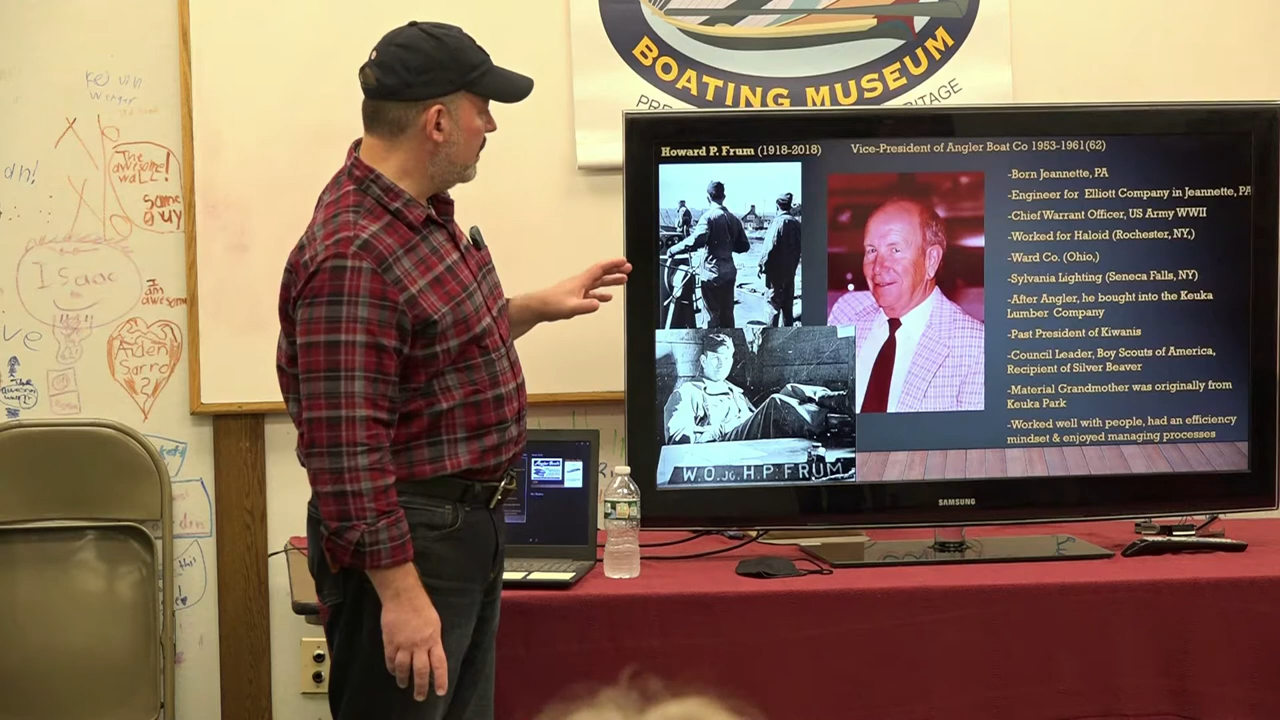 BOATING MUSEUM
Howard P. Frum (1918-2018)
Vice-President of Angler Boat Co 1953-1961(62)
-Born Jeannette, PA
-Engineer for Elliott Company in Jeannette, PA
-Chief Warrant Officer, US Army WWII
-Worked for Haloid (Rochester, NY,)
-Ward Co. (Ohio,)
-Sylvania Lighting (Seneca Falls, NY)
-After Angler, he bought into the Keuka
Lumber Company
-Past President of Kiwanis
-Council Leader, Boy Scouts of America,
Recipient of Silver Beaver
-Material Grandmother was originally from
Keuka Park
-Worked well with people, had an efficiency
mindset & enjoyed managing processes
W.O.JG.H.P.FRUM
SAMSUNG
The
awesome!
wall!
some
guy
Isaac
I
am
awesome
Aiden
Sarro